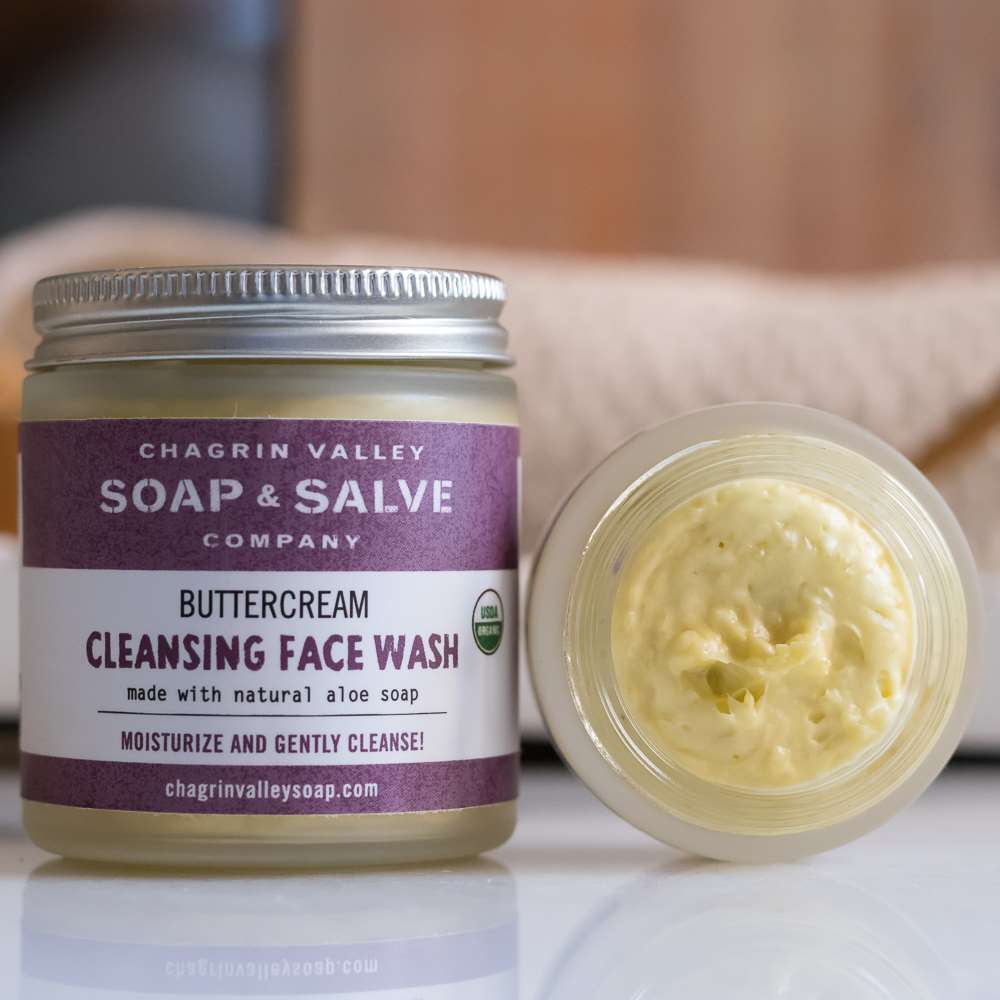 CHAGRIN VALLEY
SOAP & SALVE
COMPANY
BUTTERCREAM
USDA
ORGANIC
CLEANSING FACE WASH
made with natural aloe soap
MOISTURIZE AND GENTLY CLEANSE!
chagrinvalleysoap.com